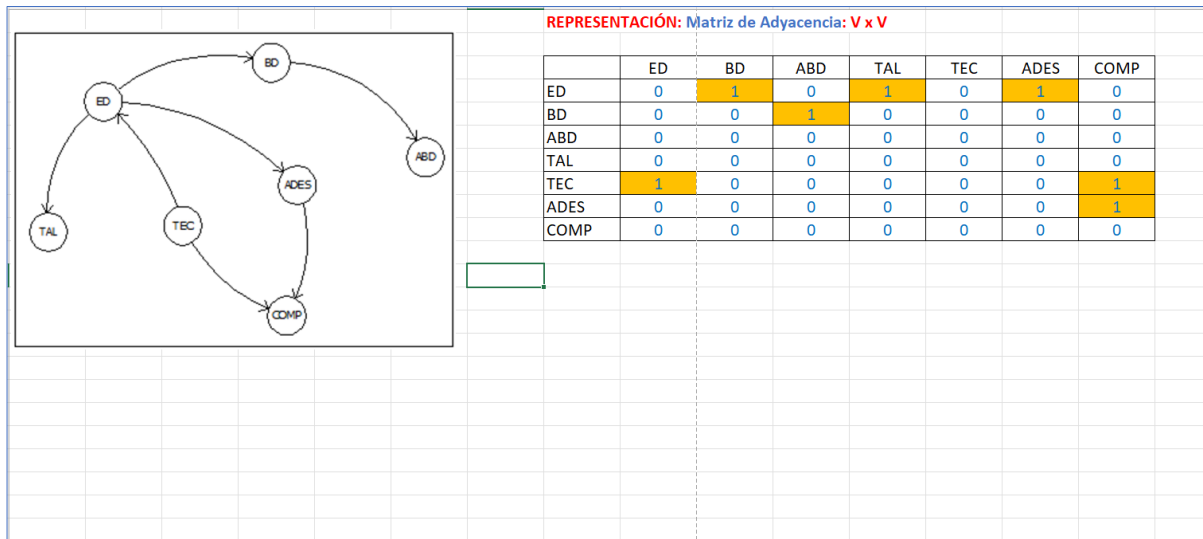 REPRESENTACIÓN: Matriz de Adyacencia: V x V
BD
ED
ABD
ADES
TEC
TAL
COMP
ED BD ABD TAL TEC ADES COMP
ED 0 1 0 1 0 1 0
BD 0 0 1 0 0 0 0
ABD 0 0 0 0 0 0 0
TAL 0 0 0 0 0 0 0
TEC 1 0 0 0 0 0 1
ADES 0 0 0 0 0 0 1
COMP 0 0 0 0 0 0 0